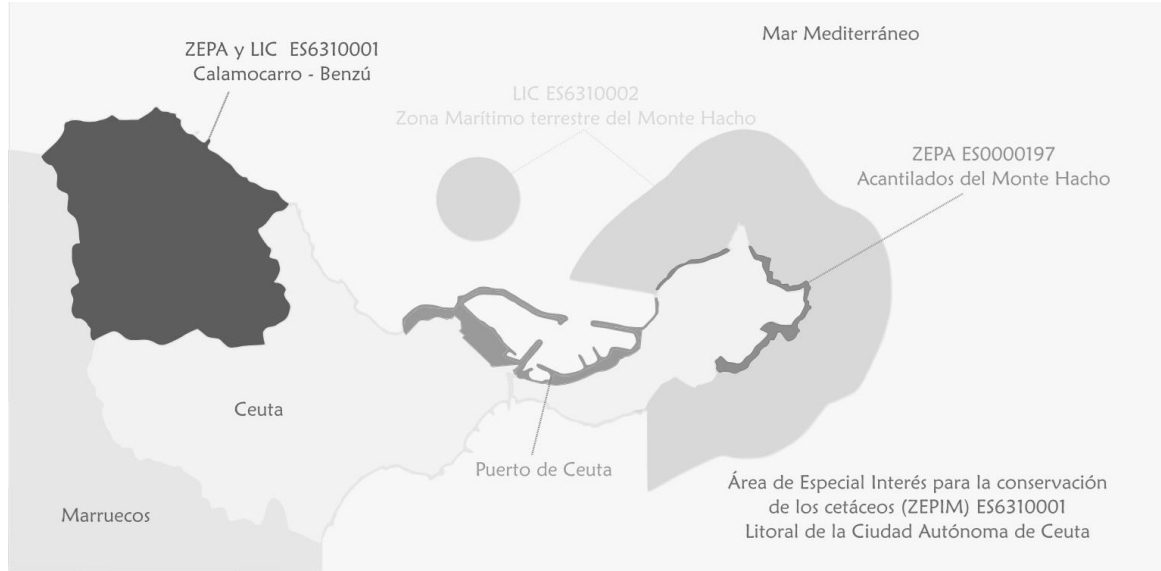 Mar Mediterráneo
ZEPA y LIC ES6310001
Calamocarro - Benzú
LIC ES6310002
Zona Marítimo terrestre del Monte Hacho
ZEPA ES0000197
Acantilados del Monte Hacho
Ceuta
Puerto de Ceuta
Marruecos
Área de Especial Interés para la conservación
de los cetáceos (ZEPIM) ES6310001
Litoral de la Ciudad Autónoma de Ceuta